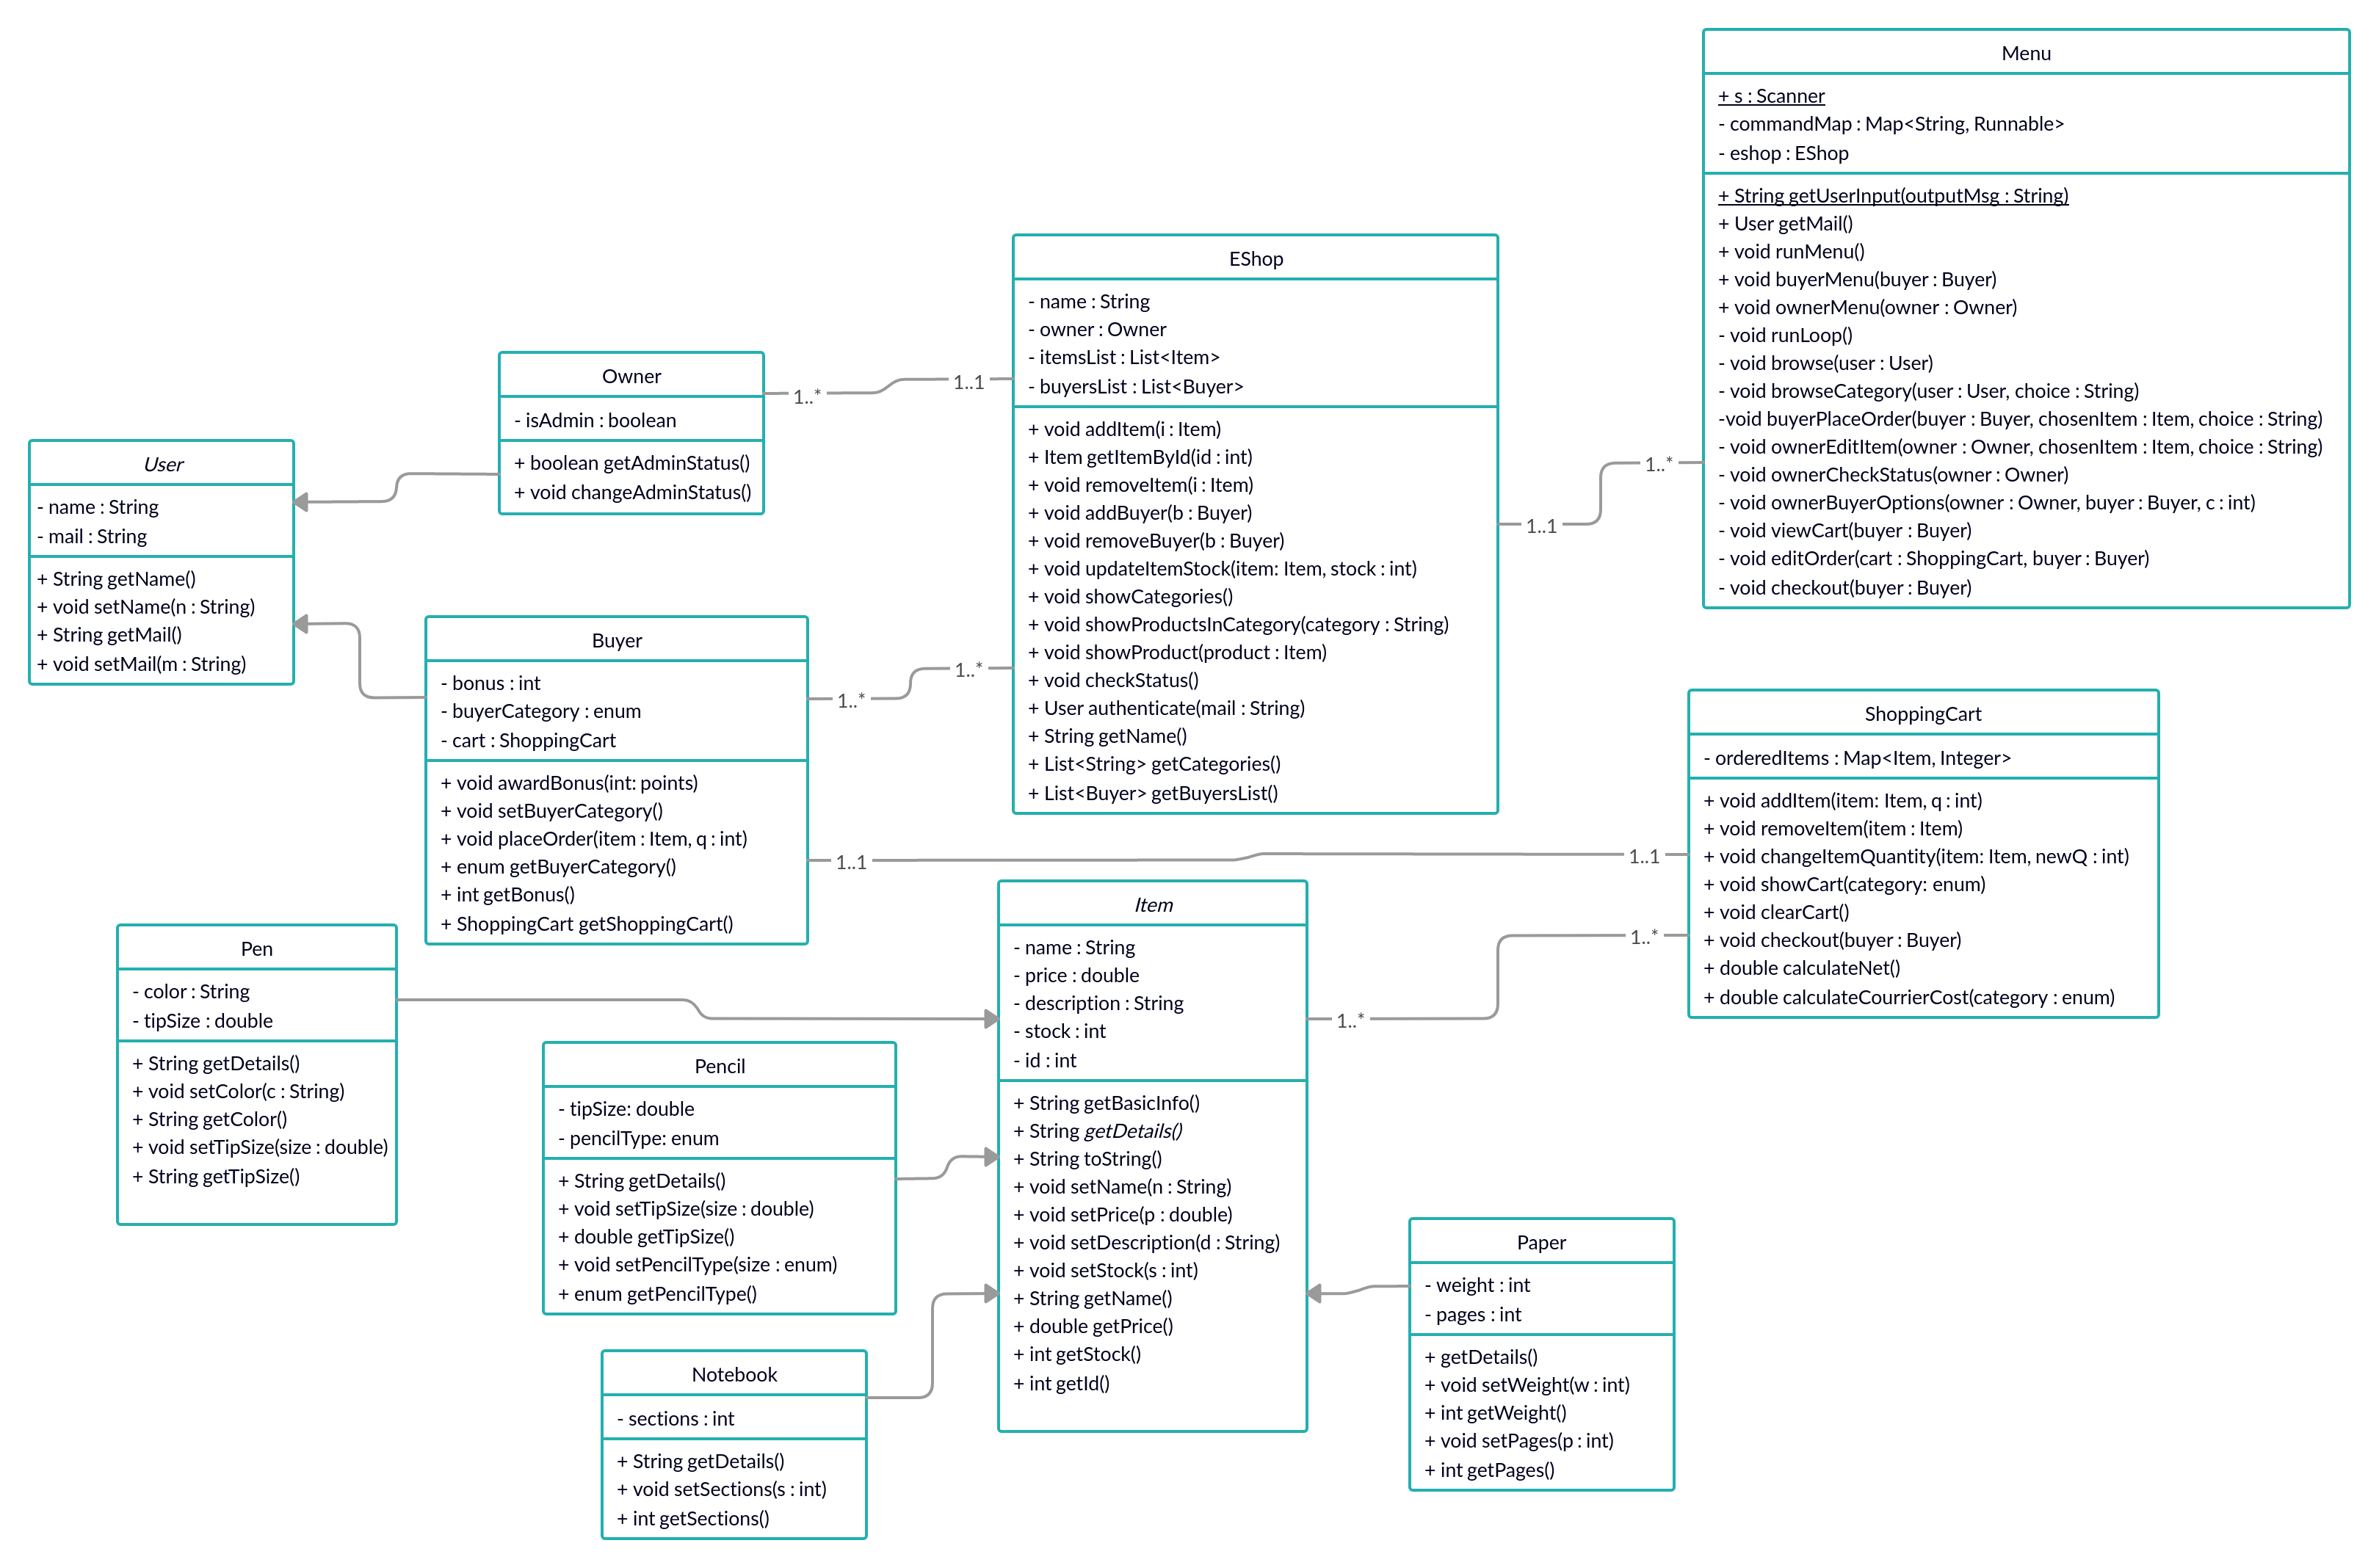 Menu
+ s : Scanner
- commandMap : Map<String, Runnable>
- eshop : EShop
+ String getUserInput(outputMsg : String)
+ User getMail()
+ void runMenu()
+ void buyerMenu(buyer : Buyer)
+ void ownerMenu(owner : Owner)
- void runLoop()
- void browse(user : User)
- void browseCategory(user : User, choice : String)
-void buyerPlaceOrder(buyer : Buyer, chosenItem : Item, choice : String)
- void ownerEditItem(owner : Owner, chosenItem : Item, choice : String)
- void ownerCheckStatus(owner : Owner)
- void ownerBuyerOptions(owner : Owner, buyer : Buyer, c : int)
- void viewCart(buyer : Buyer)
- void editOrder(cart : ShoppingCart, buyer : Buyer)
- void checkout(buyer : Buyer)
EShop
- name : String
- owner : Owner
- itemsList : List<Item>
- buyersList : List<Buyer>
+ void addItem(i : Item)
+ Item getItemById(id : int)
+ void removeItem(i : Item)
+ void addBuyer(b : Buyer)
+ void removeBuyer(b : Buyer)
+ void updateItemStock(item: Item, stock : int)
+ void showCategories()
+ void showProductsInCategory(category : String)
+ void showProduct(product : Item)
+ void checkStatus()
+ User authenticate(mail : String)
+ String getName()
+ List<String> getCategories()
+ List<Buyer> getBuyersList()
Owner
- isAdmin : boolean
+ boolean getAdminStatus()
+ void changeAdminStatus()
1..*
1..1
1..1
1..*
User
- name : String
- mail : String
+ String getName()
+ void setName(n : String)
+ String getMail()
+ void setMail(m : String)
Buyer
- bonus : int
- buyerCategory : enum
- cart : ShoppingCart
+ void awardBonus(int: points)
+ void setBuyerCategory()
+ void placeOrder(item : Item, q : int)
+ enum getBuyerCategory()
+ int getBonus()
+ ShoppingCart getShoppingCart()
1..*
1..*
1..1
1..1
ShoppingCart
- orderedItems : Map<Item, Integer>
+ void addItem(item: Item, q : int)
+ void removeItem(item : Item)
+ void changeItemQuantity(item: Item, newQ : int)
+ void showCart(category: enum)
+ void clearCart()
+ void checkout(buyer : Buyer)
+ double calculateNet()
+ double calculateCourrierCost(category : enum)
Item
- name : String
- price : double
- description : String
- stock : int
- id : int
+ String getBasicInfo()
+ String getDetails()
+ String toString()
+ void setName(n : String)
+ void setPrice(p : double)
+ void setDescription(d : String)
+ void setStock(s : int)
+ String getName()
+ double getPrice()
+ int getStock()
+ int getId()
1..*
1..*
Pen
- color : String
- tipSize : double
+ String getDetails()
+ void setColor(c : String)
+ String getColor()
+ void setTipSize(size : double)
+ String getTipSize()
Pencil
- tipSize: double
- pencilType: enum
+ String getDetails()
+ void setTipSize(size : double)
+ double getTipSize()
+ void setPencilType(size : enum)
+ enum getPencilType()
Paper
- weight : int
- pages : int
+ getDetails()
+ void setWeight(w : int)
+ int getWeight()
+ void setPages(p : int)
+ int getPages()
Notebook
- sections : int
+ String getDetails()
+ void setSections(s : int)
+ int getSections()